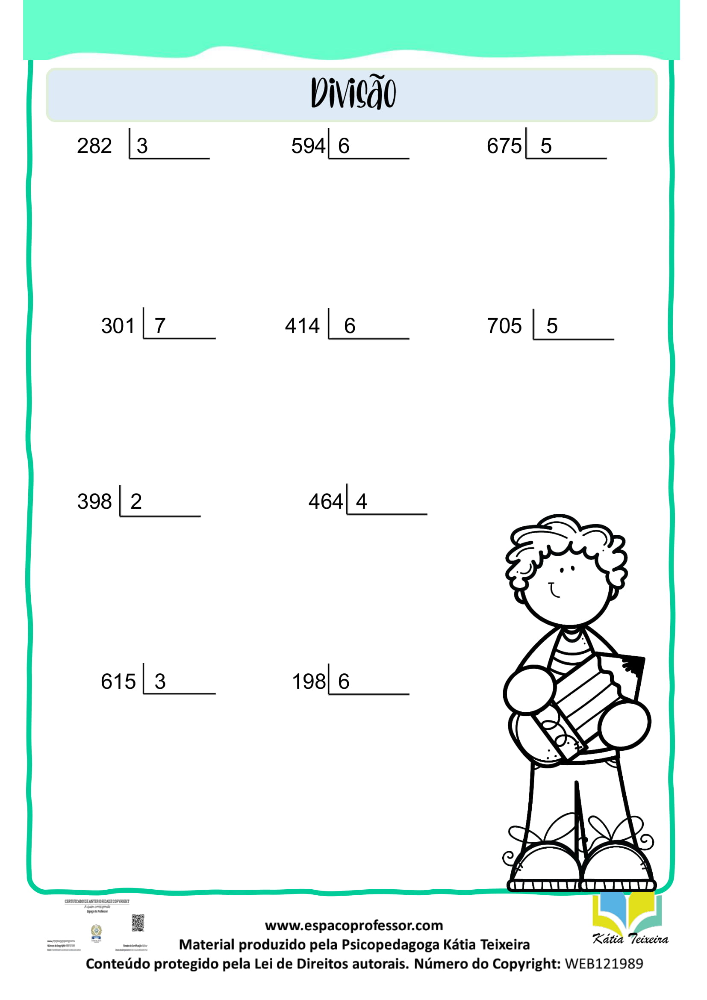 Divisão
282 3
594 6
675 5
301 7
414 6
705 5
398 2
464 4
615 3
198 6
CERTIFICADO DE ANTERIORIDADE COPYRIGHT
A quem corresponda
Espaço do Professor
www.espacoprofessor.com
Material produzido pela Psicopedagoga Kátia Teixeira
Conteúdo protegido pela Lei de Direitos autorais. Número do Copyright: WEB121989
Kátia Teixeira